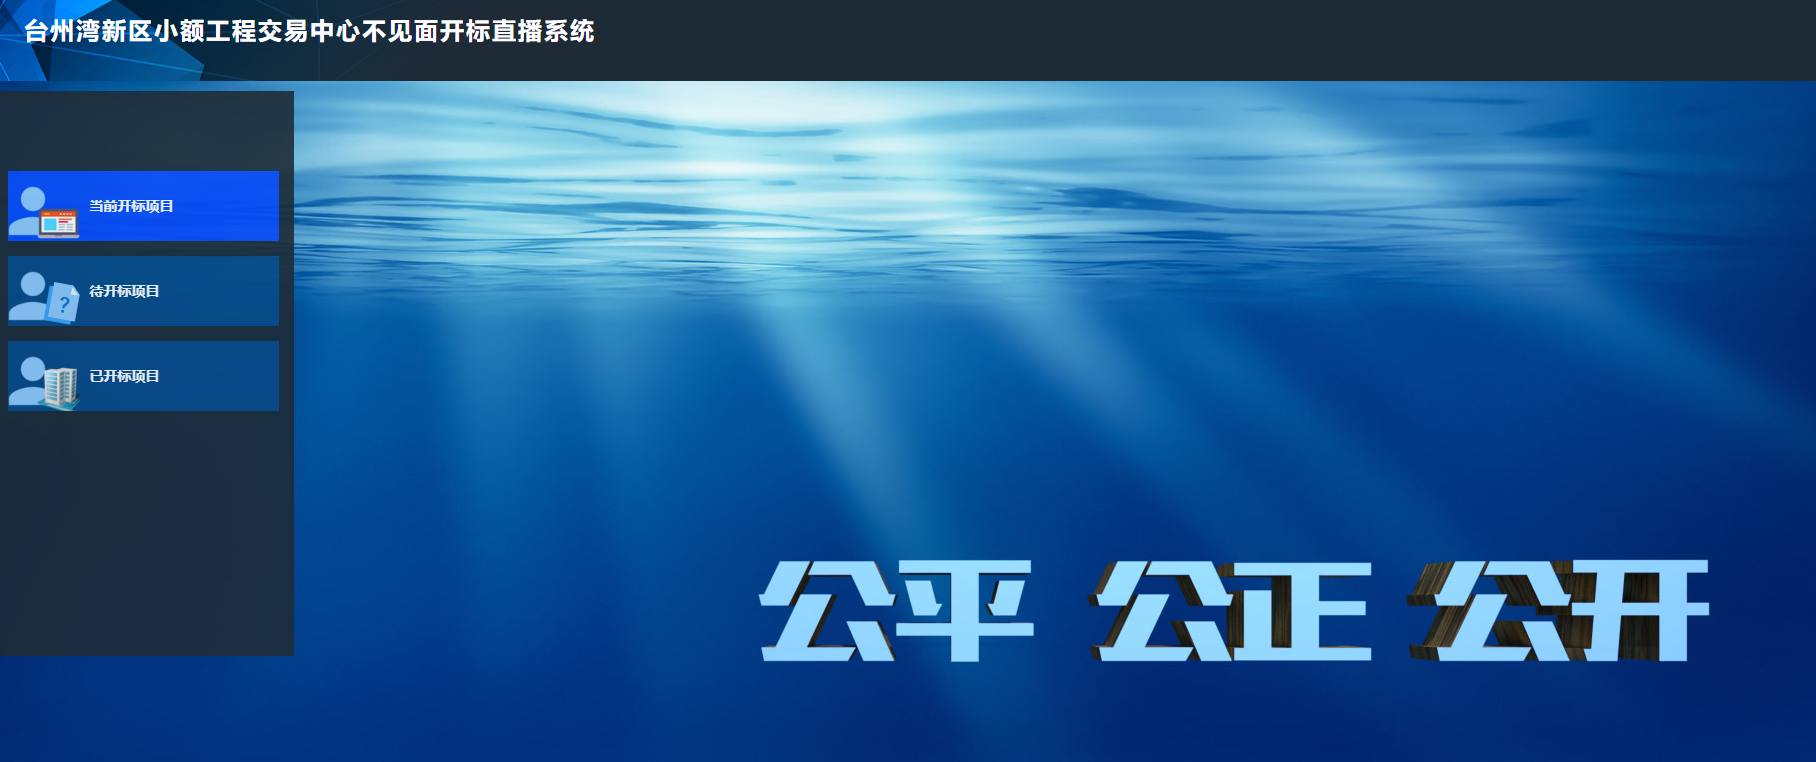 台州湾新区小额工程交易中心不见面开标直播系统
当前开标项目
待开标项目
?
已开标项目
公平 公正 公开